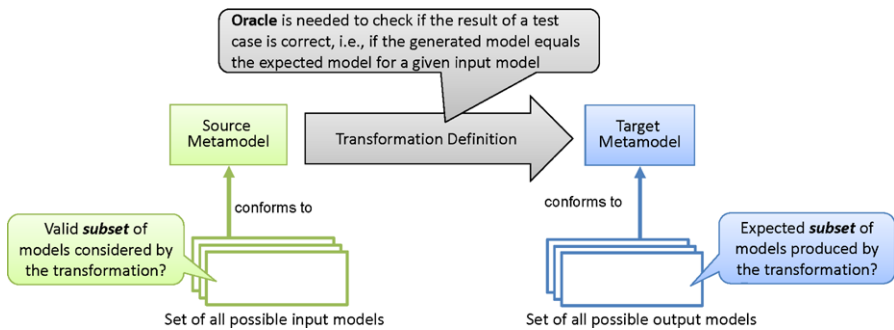 Oracle is needed to check if the result of a test
case is correct, i.e., if the generated model equals
the expected model for a given input model
Source
Metamodel
Transformation Definition
Target
Metamodel
conforms to
conforms to
Valid subset of
models considered by
the transformation?
Expected subset of
models produced by
the transformation?
Set of all possible input models
Set of all possible output models